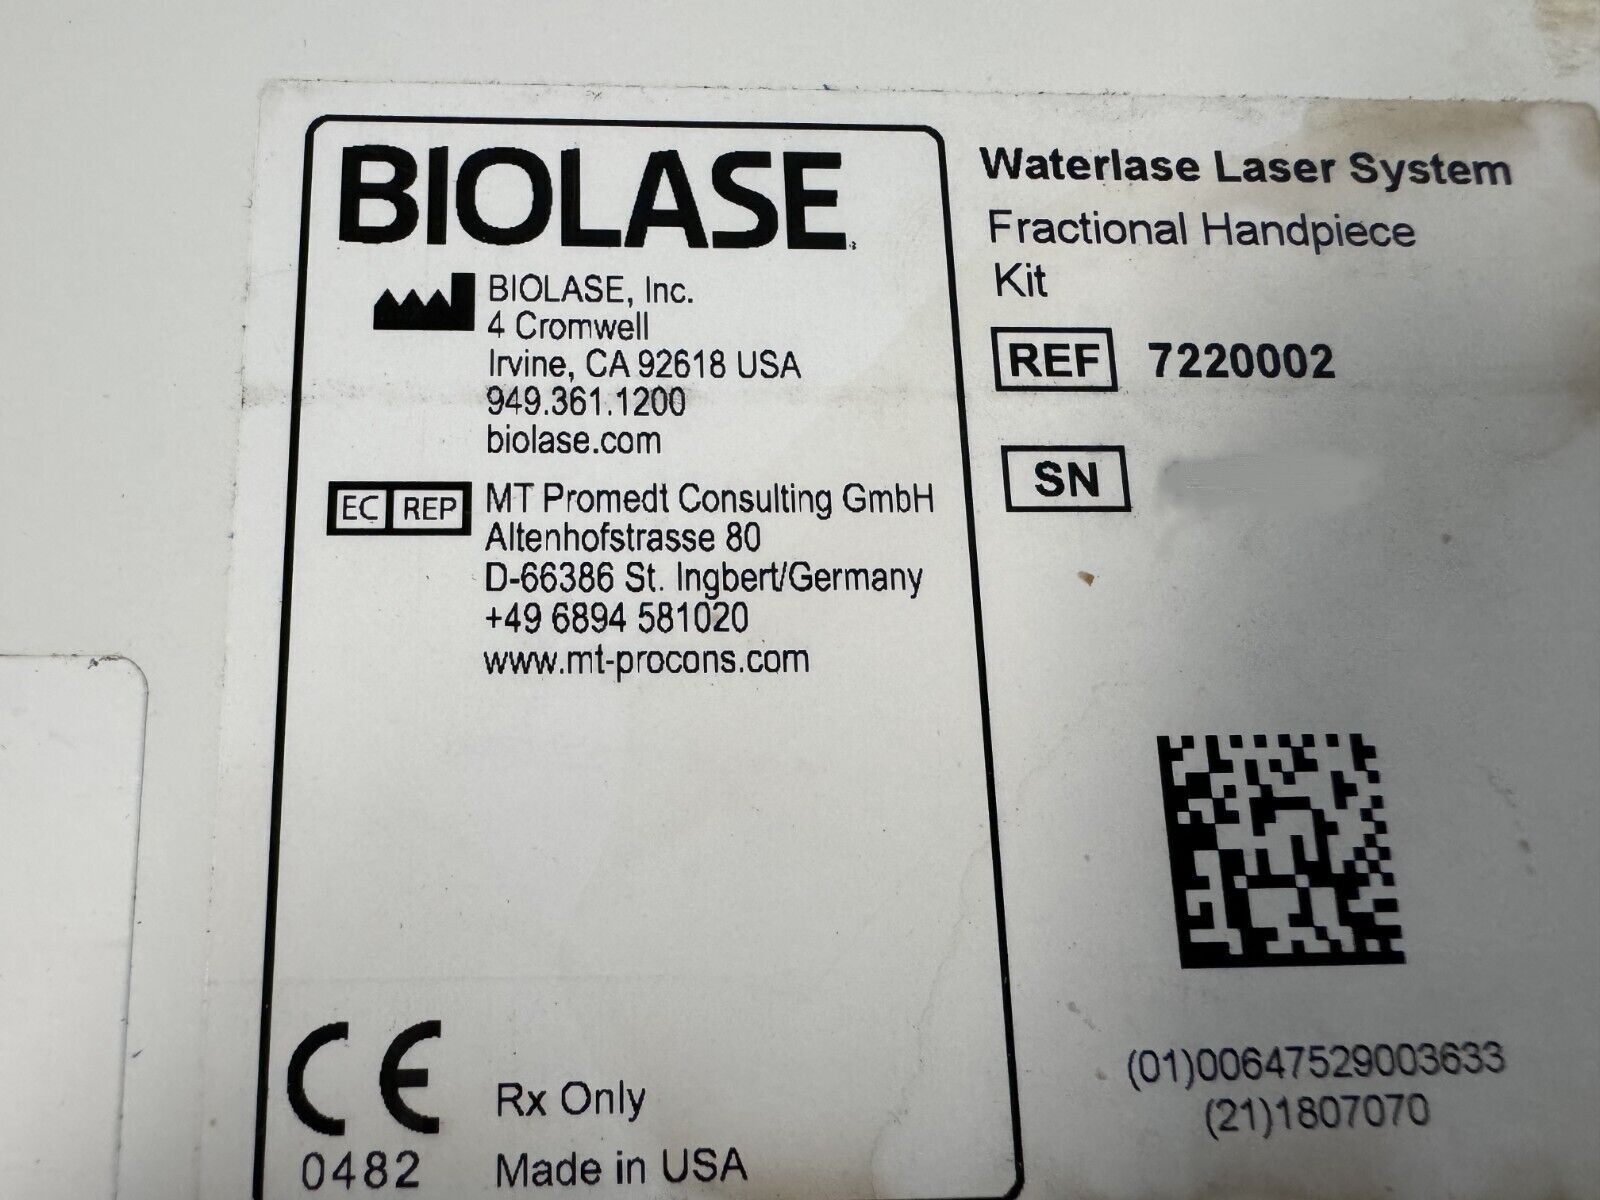 BIOLASE
BIOLASE, Inc.
4 Cromwell
Irvine, CA 92618 USA
949.361.1200
biolase.com
EC REP
MT Promedt Consulting GmbH
Altenhofstrasse 80
D-66386 St. Ingbert/Germany
+49 6894 581020
www.mt-procons.com
CE
0482
Rx Only
Made in USA
Waterlase Laser System
Fractional Handpiece
Kit
REF 7220002
SN
(01)00647529003633
(21)1807070